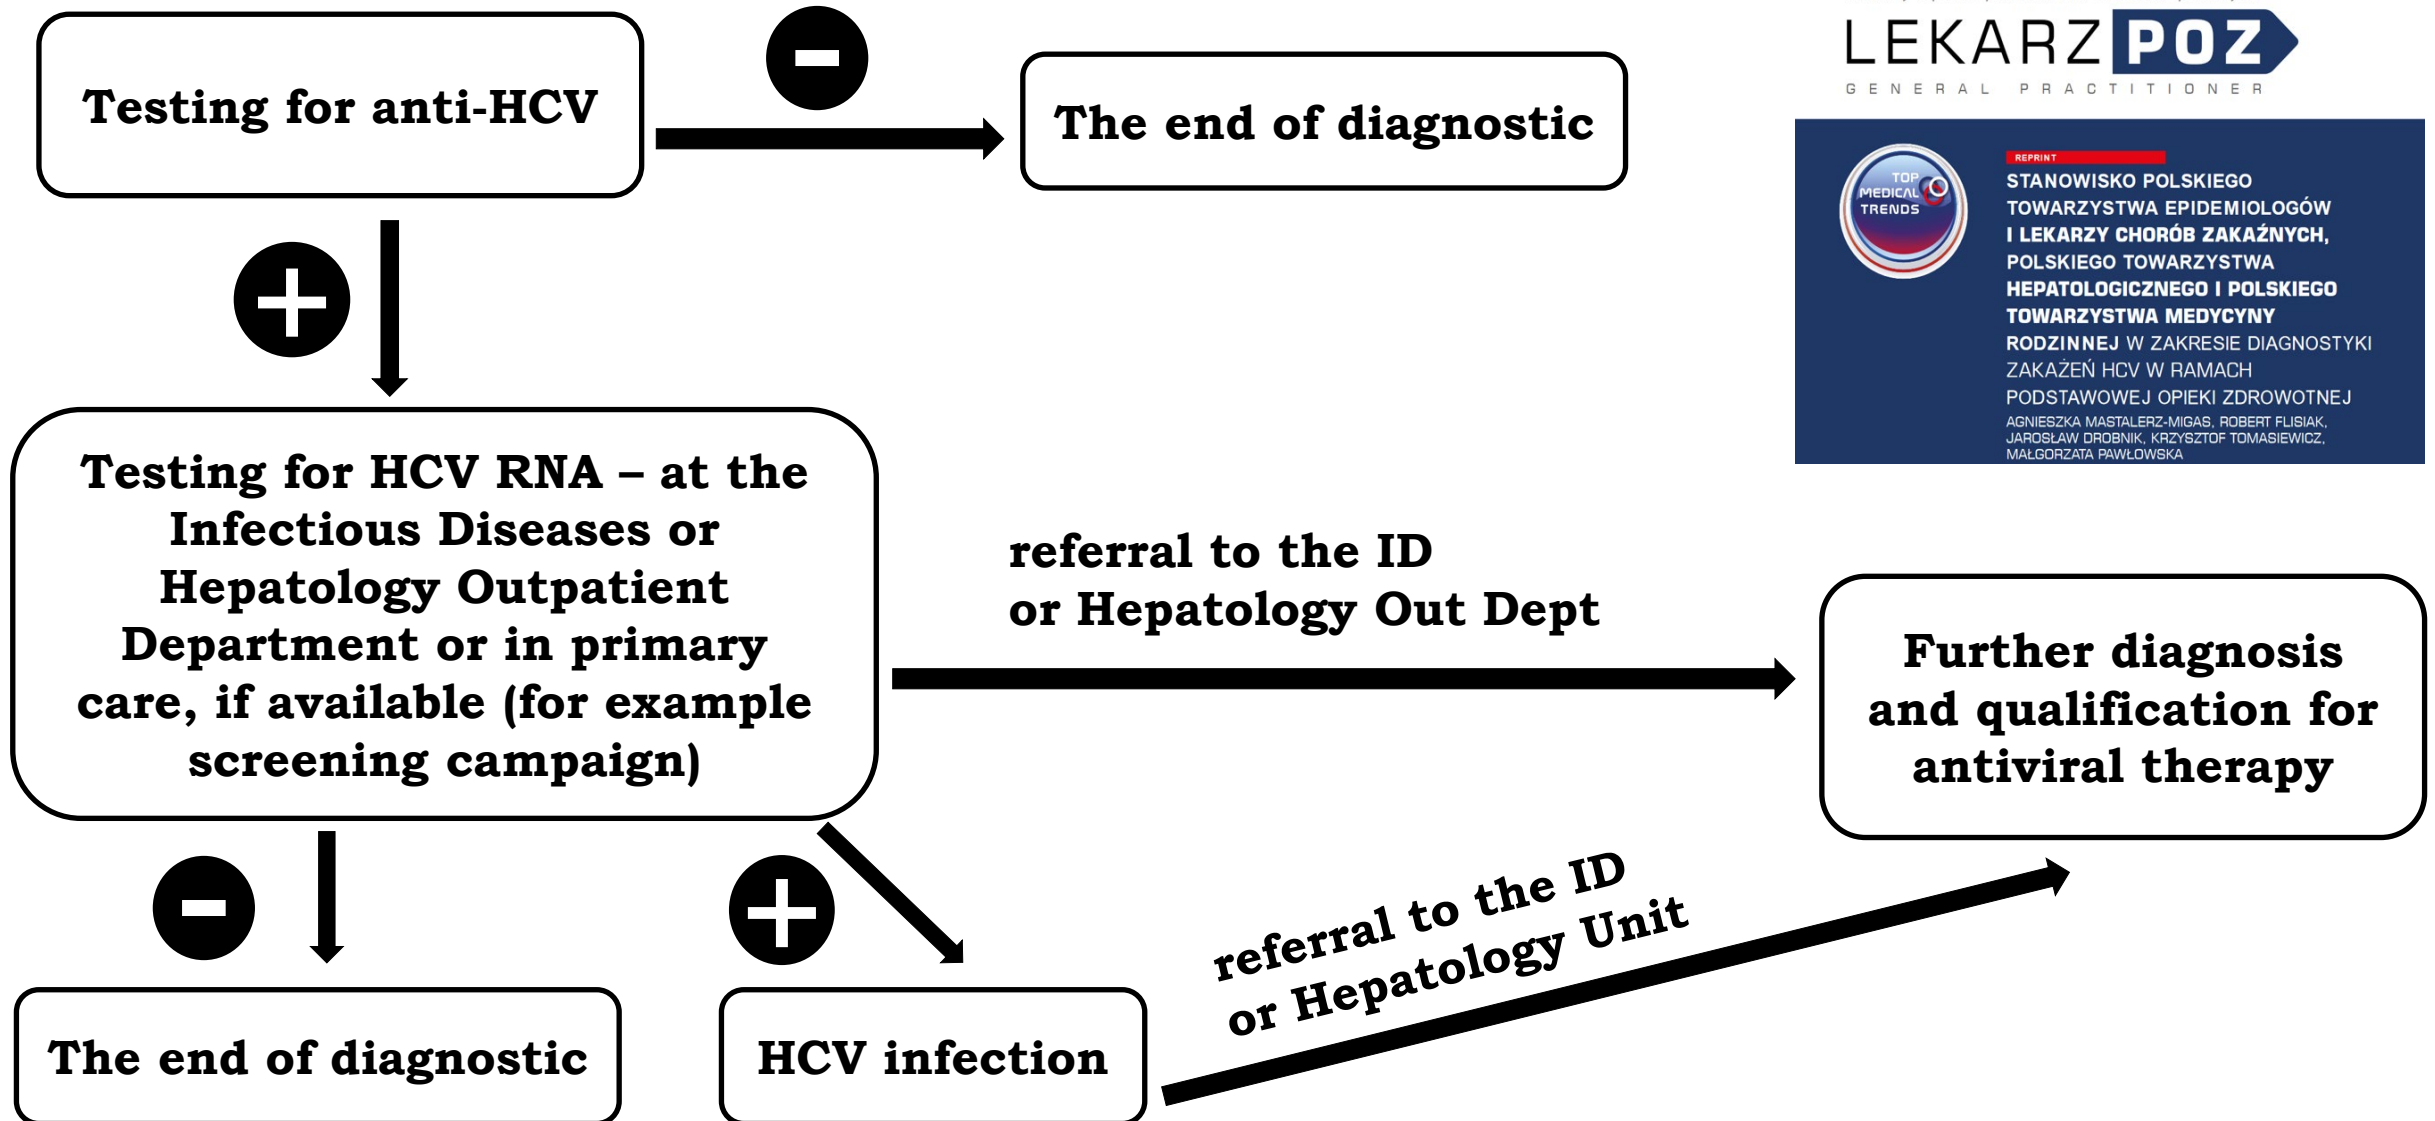 Testing for anti-HCV
The end of diagnostic
LEKARZ POZ
GENERAL PRACTITIONER
TOP
MEDICAL
TRENDS
REPRINT
STANOWISKO POLSKIEGO
TOWARZYSTWA EPIDEMIOLOGÓW
I LEKARZY CHORÓB ZAKAŹNYCH,
POLSKIEGO TOWARZYSTWA
HEPATOLOGICZNEGO I POLSKIEGO
TOWARZYSTWA MEDYCYNY
RODZINNEJ W ZAKRESIE DIAGNOSTYKI
ZAKAŻEŃ HCV W RAMACH
PODSTAWOWEJ OPIEKI ZDROWOTNEJ
AGNIESZKA MASTALERZ-MIGAS, ROBERT FLISIAK,
JAROSŁAW DROBNIK, KRZYSZTOF TOMASIEWICZ,
MAŁGORZATA PAWŁOWSKA
Testing for HCV RNA – at the
Infectious Diseases or
Hepatology Outpatient
Department or in primary
care, if available (for example
screening campaign)
referral to the ID
or Hepatology Out Dept
Further diagnosis
and qualification for
antiviral therapy
referral to the ID
or Hepatology Unit
The end of diagnostic
HCV infection